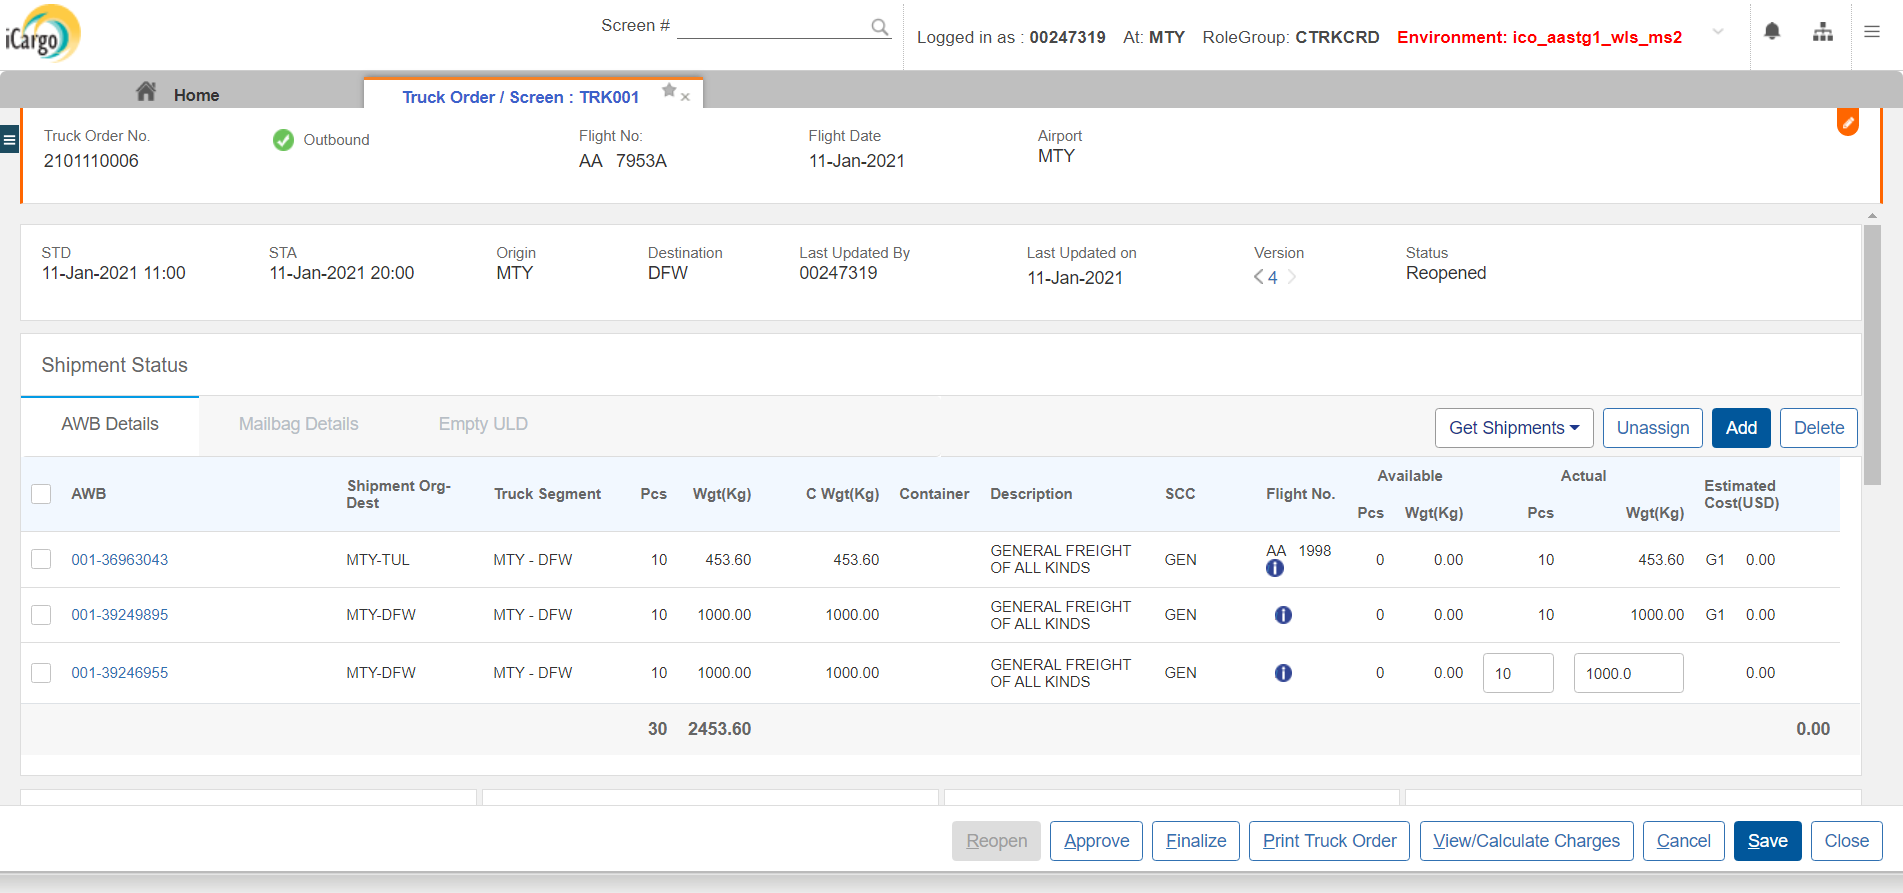 iCargo
Screen #
Logged in as : 00247319 At: MTY RoleGroup: CTRKCRD Environment: ico_aastg1_wls_ms2
Home
Truck Order / Screen : TRK001
Truck Order No.
2101110006
Outbound
Flight No:
AA 7953A
Flight Date
11-Jan-2021
Airport
MTY
STD
11-Jan-2021 11:00
STA
11-Jan-2021 20:00
Origin
MTY
Destination
DFW
Last Updated By
00247319
Last Updated on
11-Jan-2021
Version
4
Status
Reopened
Shipment Status
AWB Details Mailbag Details Empty ULD
Get Shipments Unassign Add Delete
AWB
Shipment Org-
Dest
Truck Segment
Pcs
Wgt(Kg)
C Wgt(Kg)
Container
Description
SCC
Flight No.
Available
Pcs Wgt(Kg)
Actual
Pcs Wgt(Kg)
Estimated
Cost(USD)
001-36963043 MTY-TUL MTY - DFW 10 453.60 453.60
GENERAL FREIGHT
OF ALL KINDS
GEN
AA 1998
0 0.00 10 453.60 G1 0.00
001-39249895 MTY-DFW MTY - DFW 10 1000.00 1000.00
GENERAL FREIGHT
OF ALL KINDS
GEN
0 0.00 10 1000.00 G1 0.00
001-39246955 MTY-DFW MTY - DFW 10 1000.00 1000.00
GENERAL FREIGHT
OF ALL KINDS
GEN
0 0.00 10 1000.0 0.00
30 2453.60 0.00
Reopen Approve Finalize Print Truck Order View/Calculate Charges Cancel Save Close